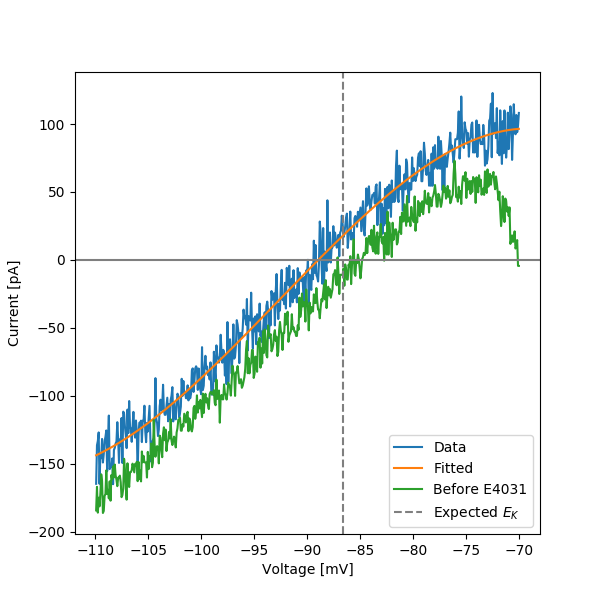 100
50
0
−50
−100
−150
−200
Current [pA]
Data
Fitted
Before E4031
Expected E_K
−110 −105 −100 −95 −90 −85 −80 −75 −70
Voltage [mV]